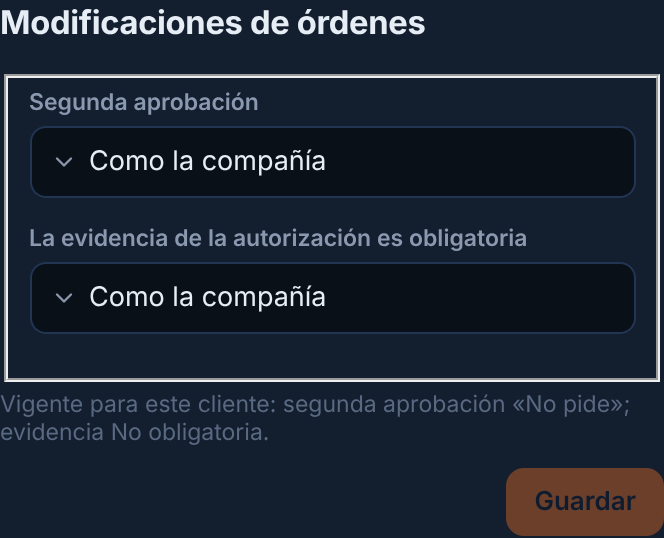 Modificaciones de órdenes
Segunda aprobación
Como la compañía
La evidencia de la autorización es obligatoria
Como la compañía
Vigente para este cliente: segunda aprobación «No pide»;
evidencia No obligatoria.
Guardar